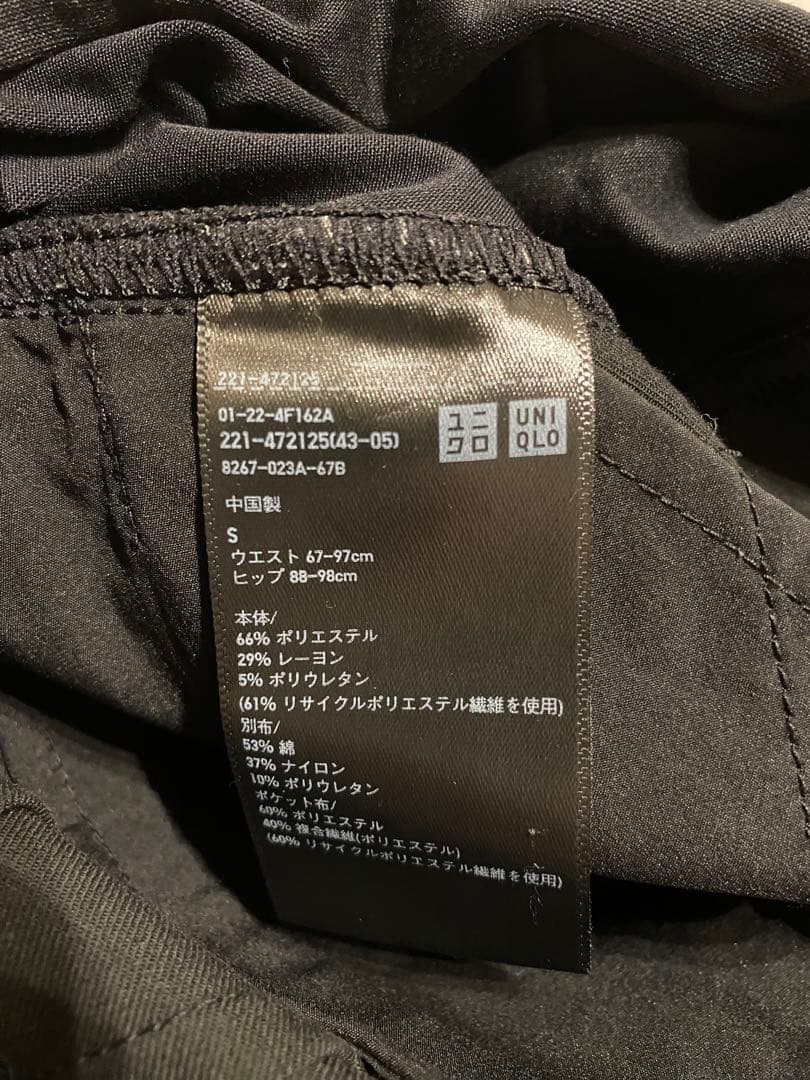 221-472125
01-22-4F162A
221-472125(43-05)
8267-023A-67B
ユニ
クロ
UNI
QLO
中国製
S
ウエスト 67-97cm
ヒップ 88-98cm
本体/
66% ポリエステル
29% レーヨン
5% ポリウレタン
(61% リサイクルポリエステル繊維を使用)
別布/
53% 綿
37% ナイロン
10% ポリウレタン
ポケット布/
60% ポリエステル
40% 複合繊維(ポリエステル)
(60% リサイクルポリエステル繊維を使用)